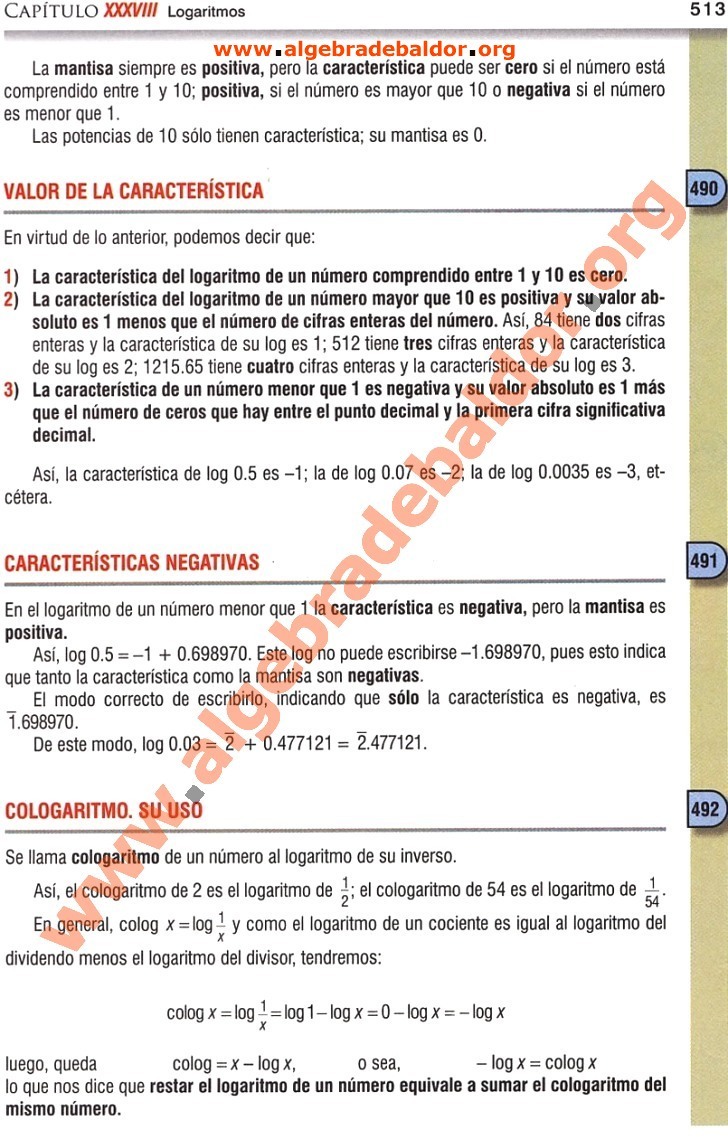 CAPÍTULO XXXVIII Logaritmos 513
www.algebradebaldor.org
La mantisa siempre es positiva, pero la característica puede ser cero si el número está
comprendido entre 1 y 10; positiva, si el número es mayor que 10 o negativa si el número
es menor que 1.
Las potencias de 10 sólo tienen característica; su mantisa es 0.
VALOR DE LA CARACTERÍSTICA 490
En virtud de lo anterior, podemos decir que:
1) La característica del logaritmo de un número comprendido entre 1 y 10 es cero.
2) La característica del logaritmo de un número mayor que 10 es positiva y su valor ab-
soluto es 1 menos que el número de cifras enteras del número. Así, 84 tiene dos cifras
enteras y la característica de su log es 1; 512 tiene tres cifras enteras y la característica
de su log es 2; 1215.65 tiene cuatro cifras enteras y la característica de su log es 3.
3) La característica de un número menor que 1 es negativa y su valor absoluto es 1 más
que el número de ceros que hay entre el punto decimal y la primera cifra significativa
decimal.
Así, la característica de log 0.5 es –1; la de log 0.07 es –2; la de log 0.0035 es –3, et-
cétera.
CARACTERÍSTICAS NEGATIVAS 491
En el logaritmo de un número menor que 1 la característica es negativa, pero la mantisa es
positiva.
Así, log 0.5 = –1 + 0.698970. Este log no puede escribirse –1.698970, pues esto indica
que tanto la característica como la mantisa son negativas.
El modo correcto de escribirlo, indicando que sólo la característica es negativa, es
1̅.698970.
De este modo, log 0.03 = 2̅ + 0.477121 = 2̅.477121.
COLOGARITMO. SU USO 492
Se llama cologaritmo de un número al logaritmo de su inverso.
Así, el cologaritmo de 2 es el logaritmo de 1/2; el cologaritmo de 54 es el logaritmo de 1/54.
En general, colog x = log 1/x y como el logaritmo de un cociente es igual al logaritmo del
dividendo menos el logaritmo del divisor, tendremos:
colog x = log 1/x = log 1 – log x = 0 – log x = – log x
luego, queda colog = x – log x, o sea, – log x = colog x
lo que nos dice que restar el logaritmo de un número equivale a sumar el cologaritmo del
mismo número.
www.algebradebaldor.org